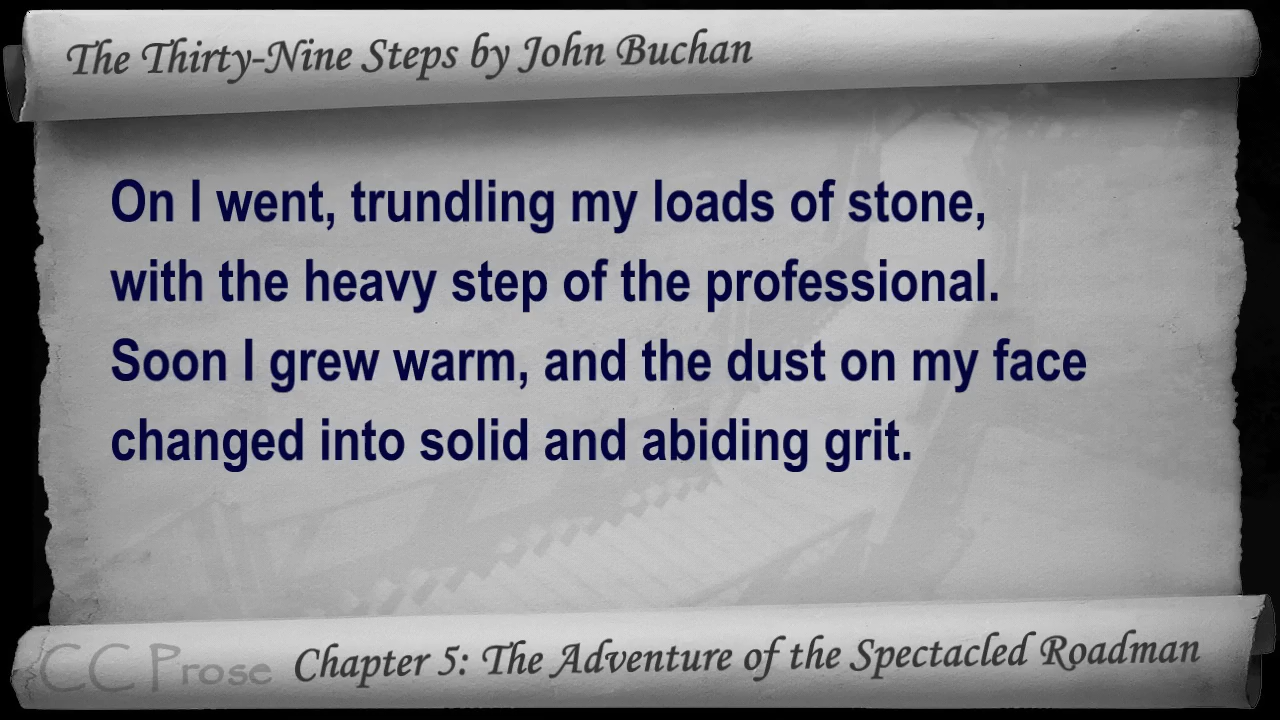 The Thirty-Nine Steps by John Buchan
On I went, trundling my loads of stone,
with the heavy step of the professional.
Soon I grew warm, and the dust on my face
changed into solid and abiding grit.
CC Prose
Chapter 5: The Adventure of the Spectacled Roadman